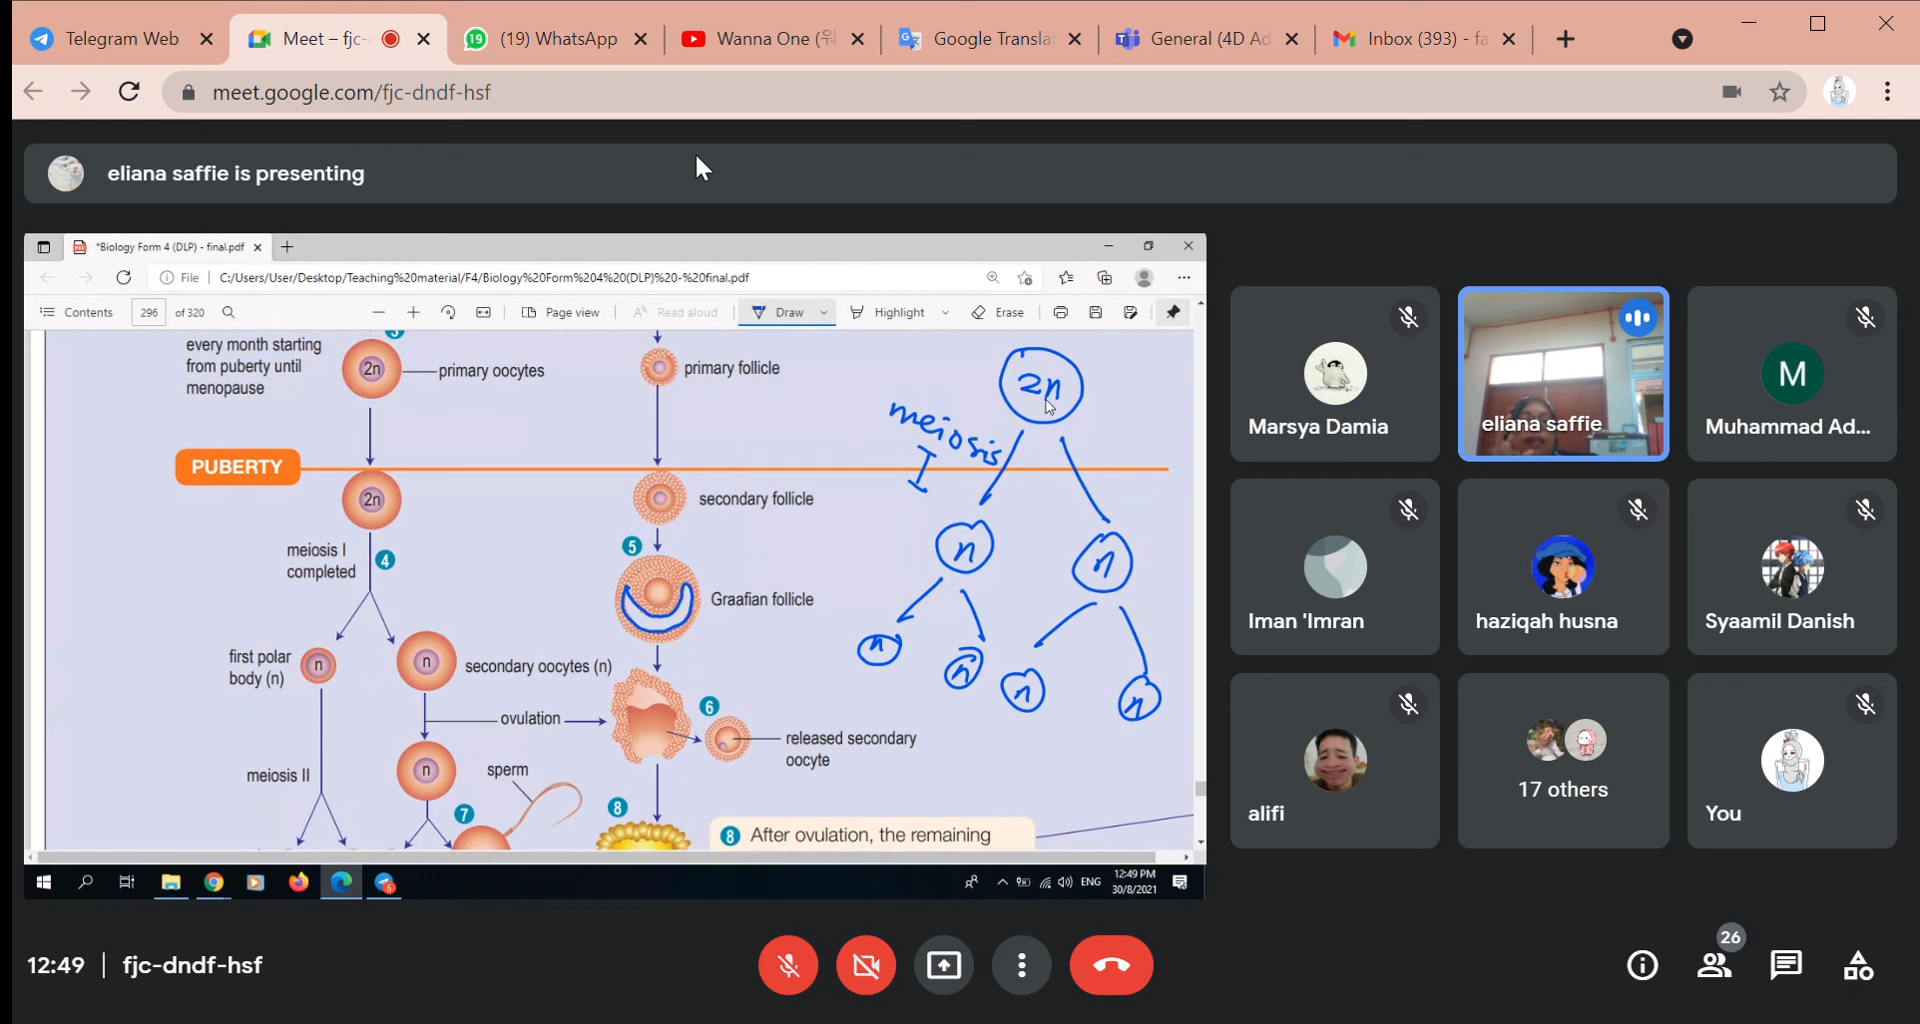 Telegram Web
Meet – fjc-
(19) WhatsApp
Wanna One (워
Google Translat
General (4D Ad
Inbox (393) - fa
meet.google.com/fjc-dndf-hsf
eliana saffie is presenting
*Biology Form 4 (DLP) - final.pdf
File
C:/Users/User/Desktop/Teaching%20material/F4/Biology%20Form%204%20(DLP)%20-%20final.pdf
Contents
296
of 320
Page view
Read aloud
Draw
Highlight
Erase
every month starting
from puberty until
menopause
3
2n
primary oocytes
primary follicle
2n
meiosis
I
PUBERTY
2n
secondary follicle
meiosis I
completed
4
5
Graafian follicle
n
n
n
n
n
n
first polar
body (n)
n
n
secondary oocytes (n)
ovulation
6
released secondary
oocyte
meiosis II
n
sperm
7
8
8 After ovulation, the remaining
ENG
12:49 PM
30/8/2021
Marsya Damia
eliana saffie
M
Muhammad Ad...
Iman 'Imran
haziqah husna
Syaamil Danish
alifi
17 others
You
12:49
fjc-dndf-hsf
26